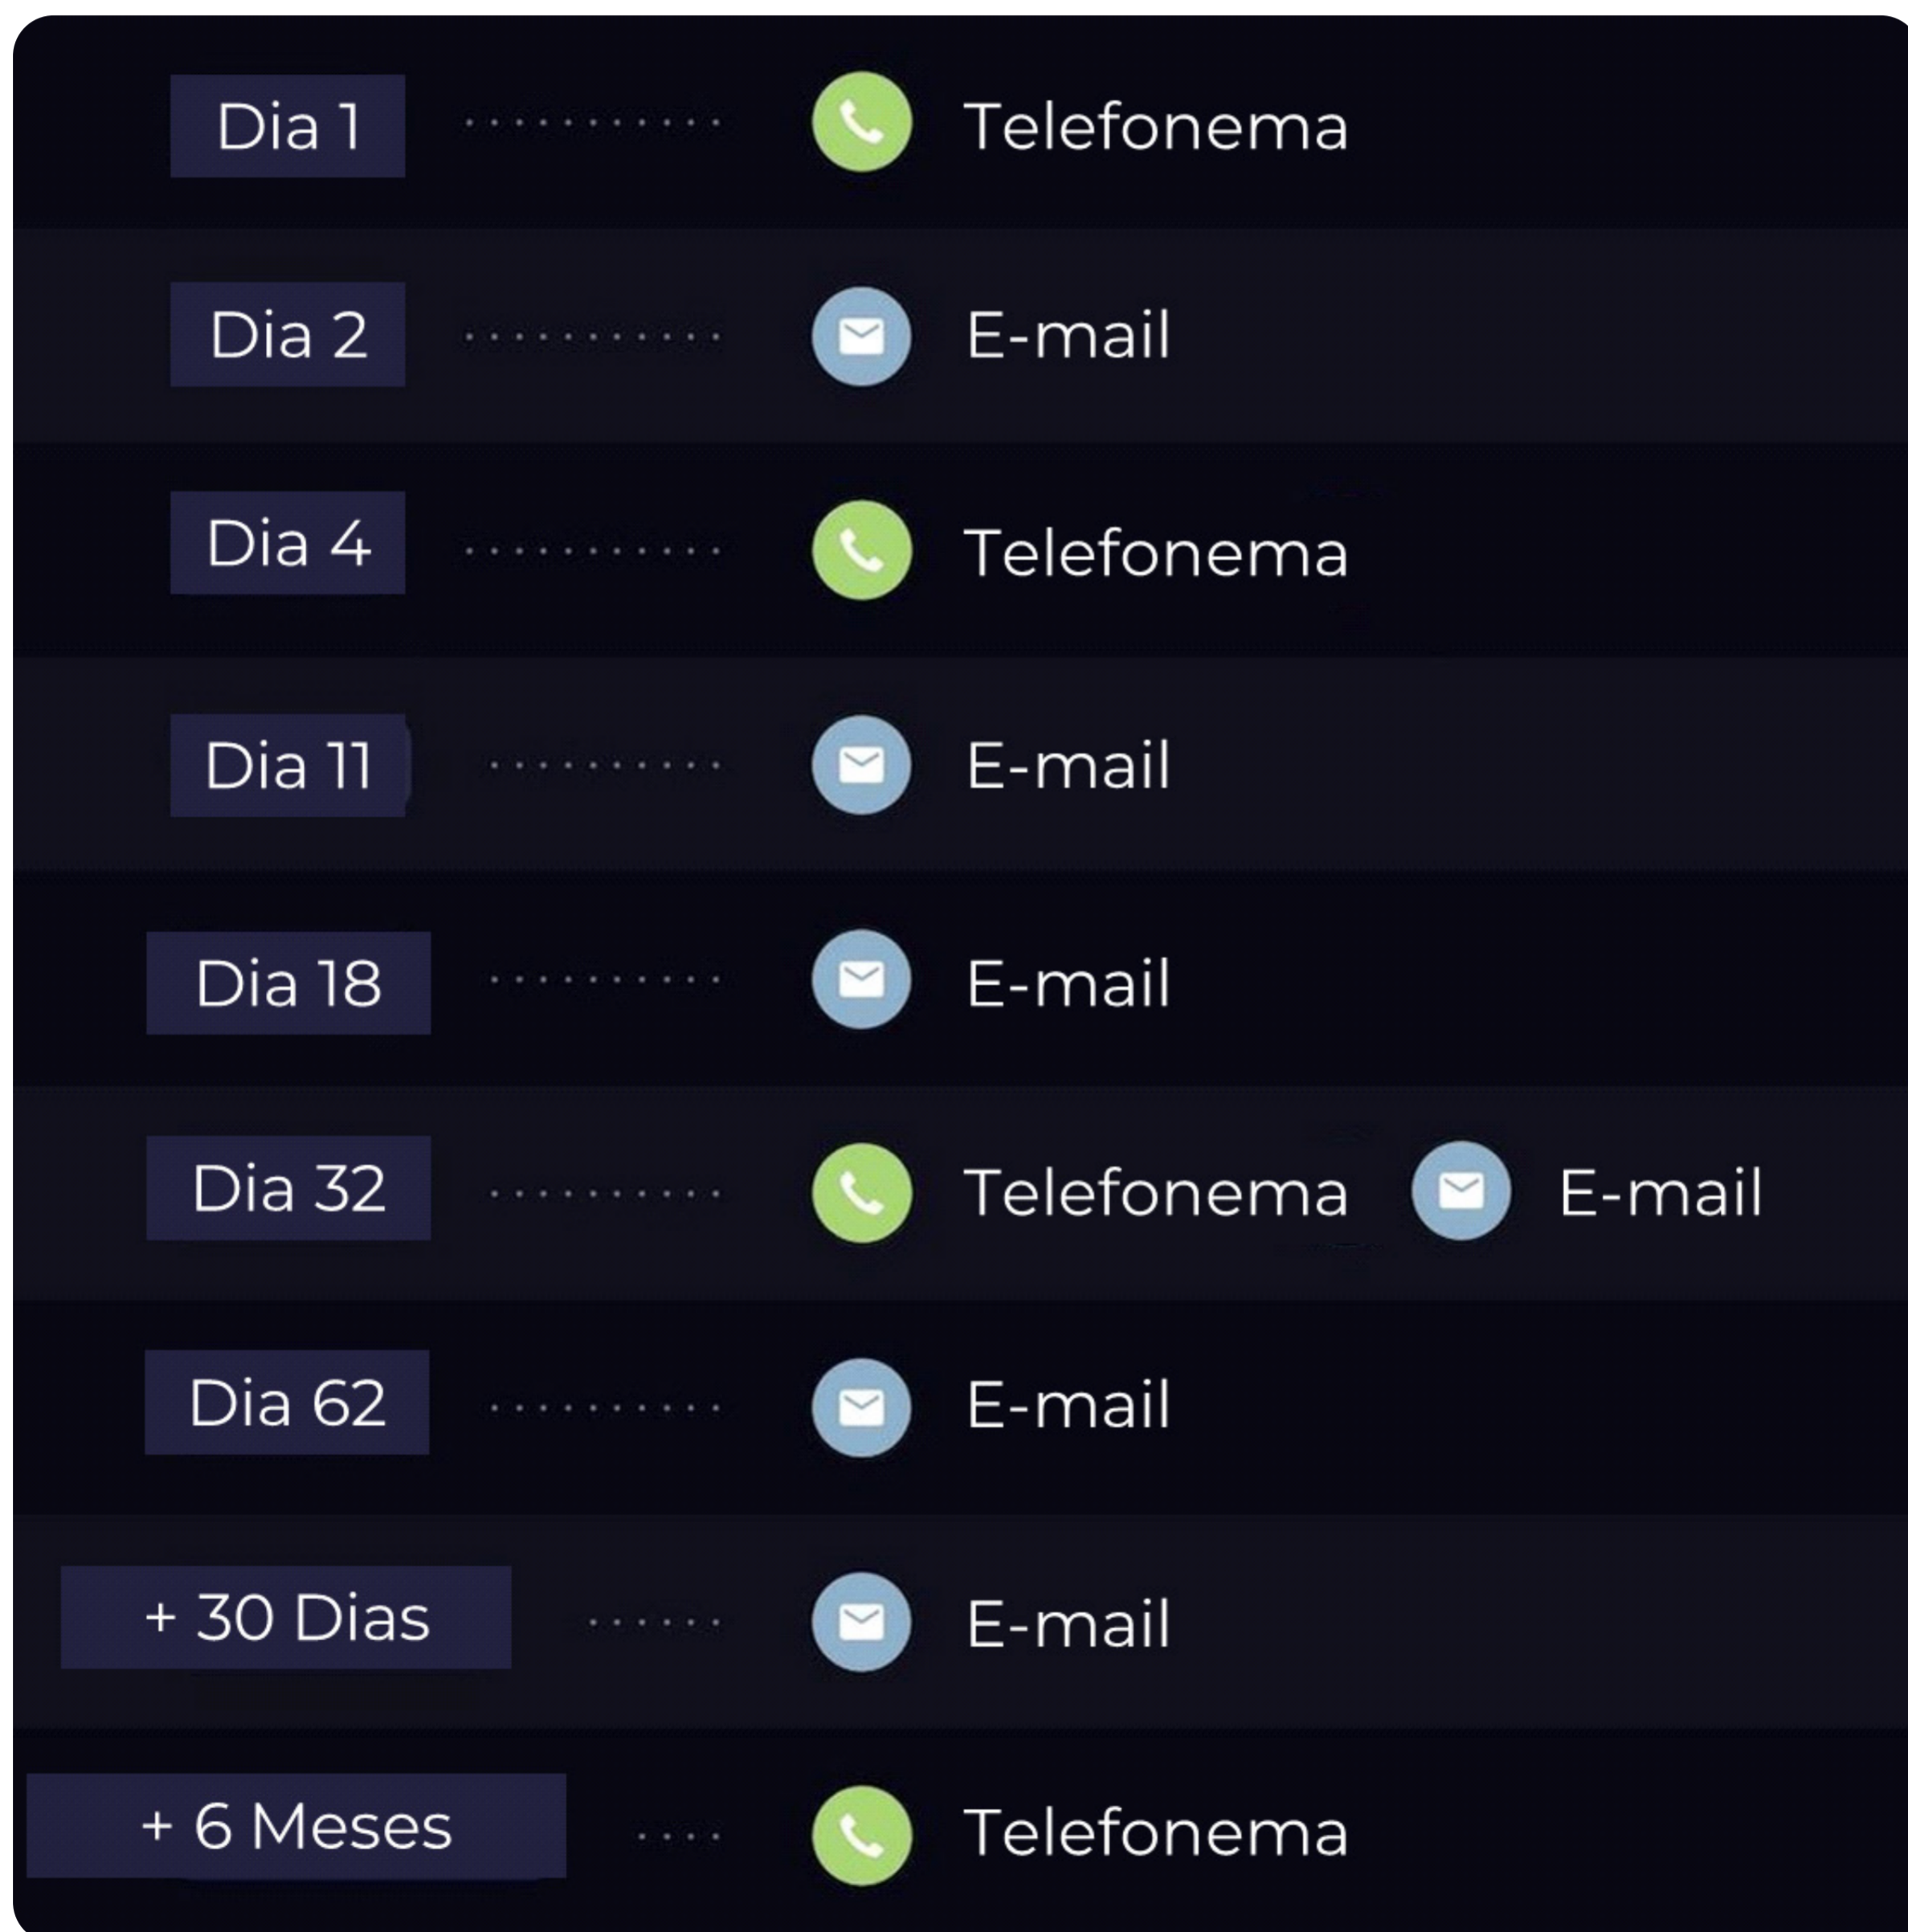 Dia 1 Telefonema
Dia 2 E-mail
Dia 4 Telefonema
Dia 11 E-mail
Dia 18 E-mail
Dia 32 Telefonema E-mail
Dia 62 E-mail
+ 30 Dias E-mail
+ 6 Meses Telefonema